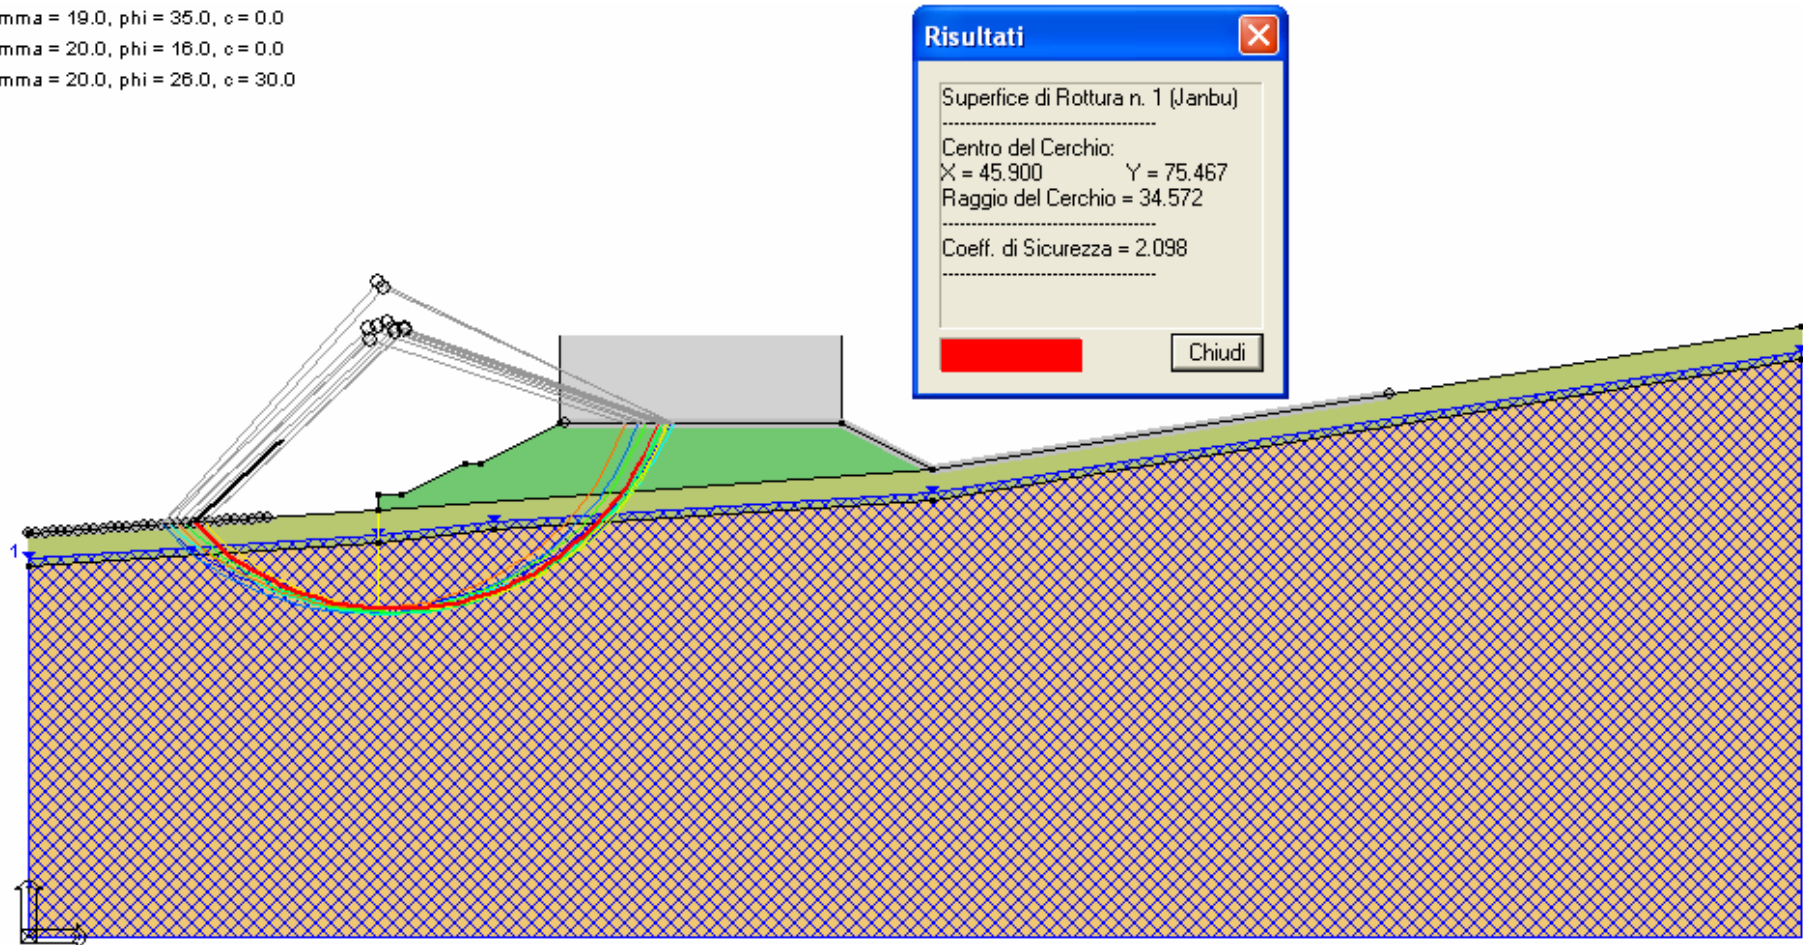 mma = 19.0, phi = 35.0, c = 0.0
mma = 20.0, phi = 16.0, c = 0.0
mma = 20.0, phi = 26.0, c = 30.0
Risultati
Superfice di Rottura n. 1 (Janbu)
--------------------------------
Centro del Cerchio:
X = 45.900 Y = 75.467
Raggio del Cerchio = 34.572
--------------------------------
Coeff. di Sicurezza = 2.098
--------------------------------
Chiudi
1